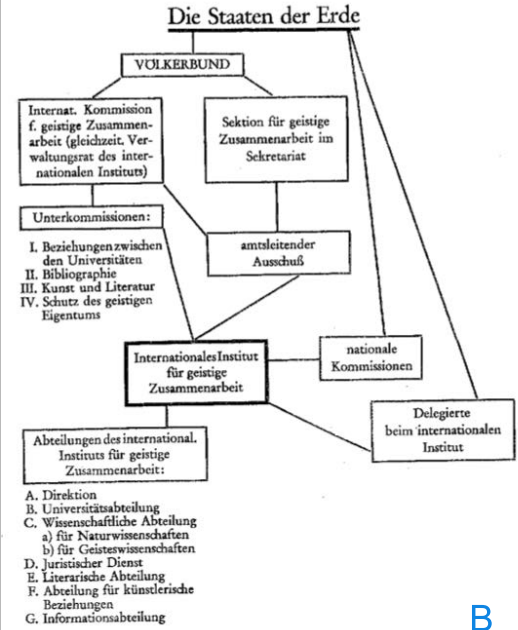 Die Staaten der Erde
VÖLKERBUND
Internat. Kommission
f. geistige Zusammen-
arbeit (gleichzeit. Ver-
waltungsrat des inter-
nationalen Instituts)
Sektion für geistige
Zusammenarbeit im
Sekretariat
Unterkommissionen:
I. Beziehungen zwischen
den Universitäten
II. Bibliographie
III. Kunst und Literatur
IV. Schutz des geistigen
Eigentums
amtsleitender
Ausschuß
Internationales Institut
für geistige
Zusammenarbeit
nationale
Kommissionen
Delegierte
beim internationalen
Institut
Abteilungen des international.
Instituts für geistige
Zusammenarbeit:
A. Direktion
B. Universitätsabteilung
C. Wissenschaftliche Abteilung
a) für Naturwissenschaften
b) für Geisteswissenschaften
D. Juristischer Dienst
E. Literarische Abteilung
F. Abteilung für künstlerische
Beziehungen
G. Informationsabteilung
B